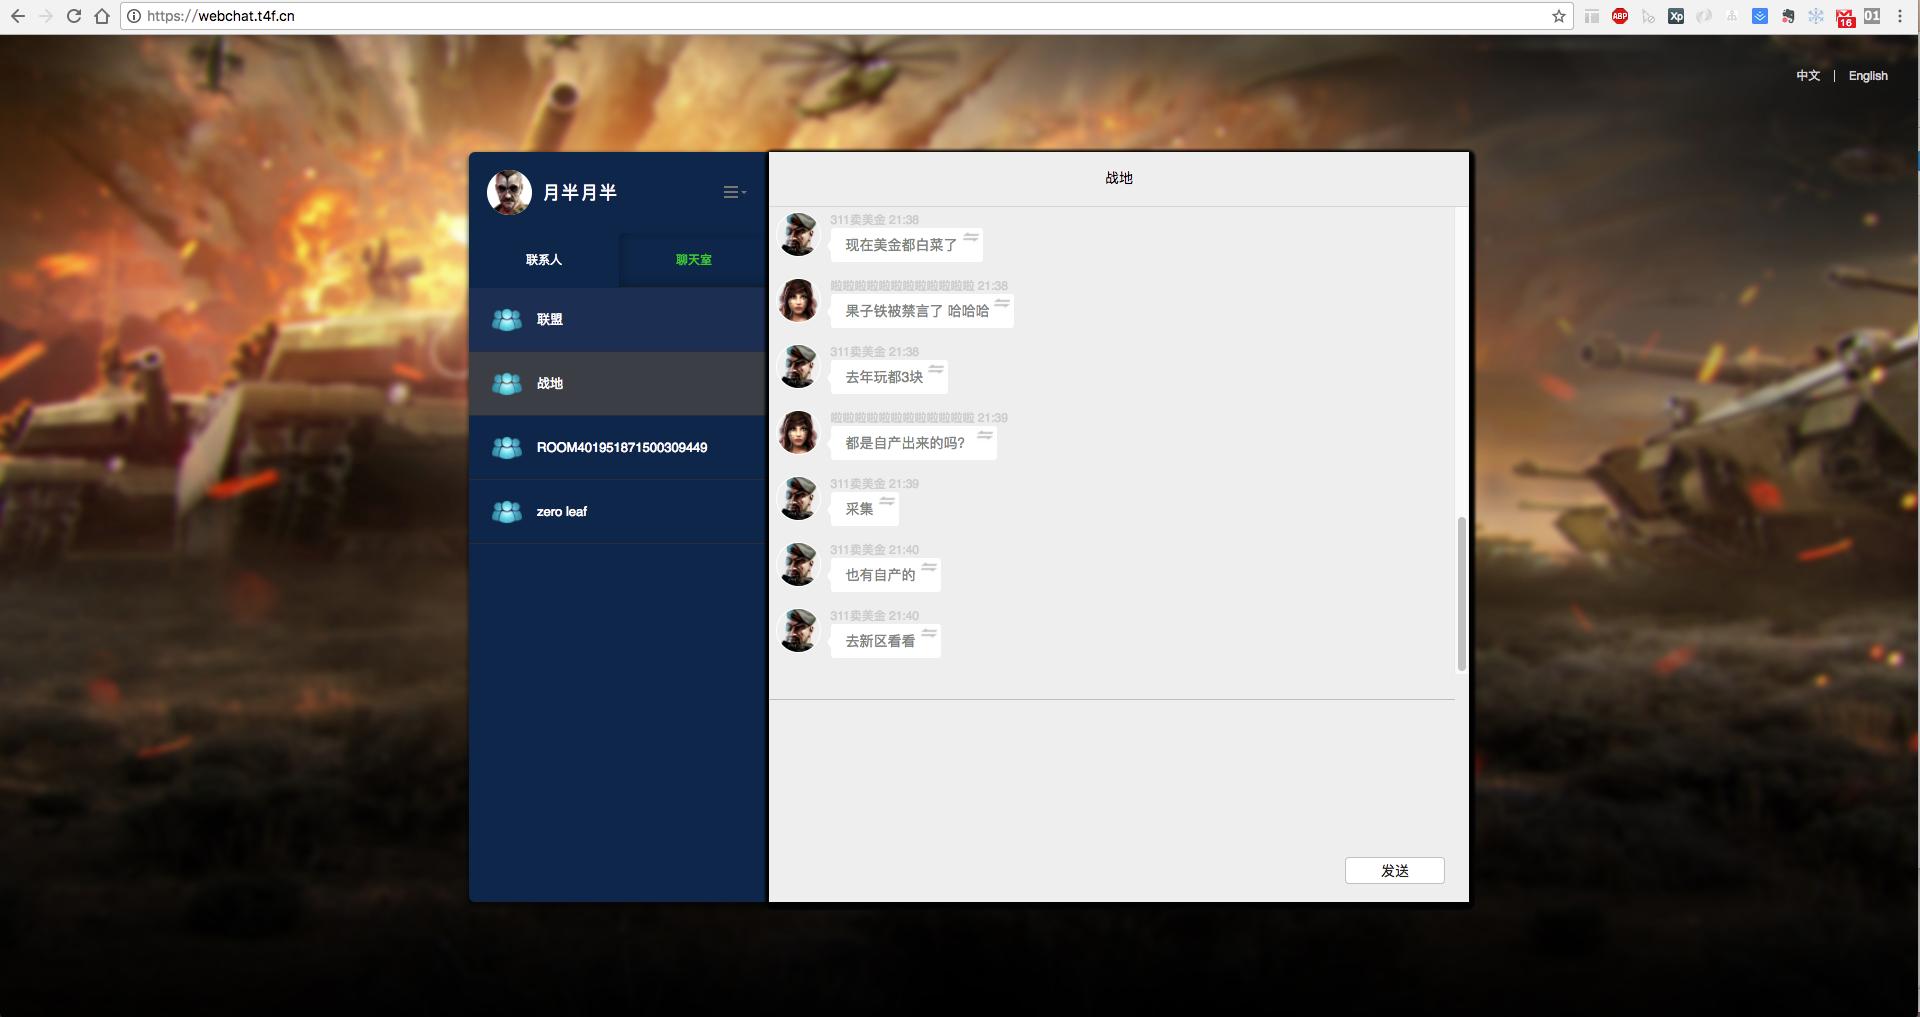 https://webchat.t4f.cn
ABP
Xp
16
01
中文 | English
月半月半
联系人
聊天室
联盟
战地
ROOM401951871500309449
zero leaf
战地
311卖美金 21:38
现在美金都白菜了
啦啦啦啦啦啦啦啦啦啦啦啦 21:38
果子铁被禁言了 哈哈哈
311卖美金 21:38
去年玩都3块
啦啦啦啦啦啦啦啦啦啦啦啦 21:39
都是自产出来的吗?
311卖美金 21:39
采集
311卖美金 21:40
也有自产的
311卖美金 21:40
去新区看看
发送